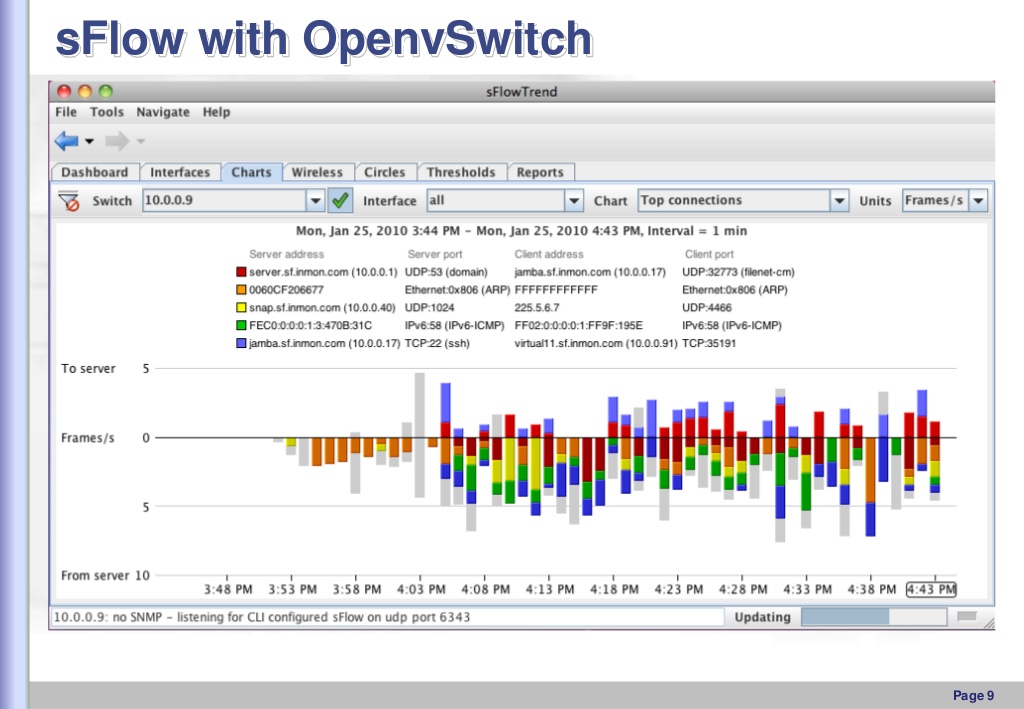 sFlow with OpenvSwitch
sFlowTrend
File Tools Navigate Help
Dashboard Interfaces Charts Wireless Circles Thresholds Reports
Switch 10.0.0.9 Interface all Chart Top connections Units Frames/s
Mon, Jan 25, 2010 3:44 PM – Mon, Jan 25, 2010 4:43 PM, Interval = 1 min
Server address Server port Client address Client port
server.sf.inmon.com (10.0.0.1) UDP:53 (domain) jamba.sf.inmon.com (10.0.0.17) UDP:32773 (filenet-cm)
0060CF206677 Ethernet:0x806 (ARP) FFFFFFFFFFFF Ethernet:0x806 (ARP)
snap.sf.inmon.com (10.0.0.40) UDP:1024 225.5.6.7 UDP:4466
FEC0:0:0:0:1:3:470B:31C IPv6:58 (IPv6-ICMP) FF02:0:0:0:0:1:FF9F:195E IPv6:58 (IPv6-ICMP)
jamba.sf.inmon.com (10.0.0.17) TCP:22 (ssh) virtual11.sf.inmon.com (10.0.0.91) TCP:35191
To server 5
Frames/s 0
5
From server 10
3:48 PM 3:53 PM 3:58 PM 4:03 PM 4:08 PM 4:13 PM 4:18 PM 4:23 PM 4:28 PM 4:33 PM 4:38 PM 4:43 PM
10.0.0.9: no SNMP – listening for CLI configured sFlow on udp port 6343 Updating
Page 9